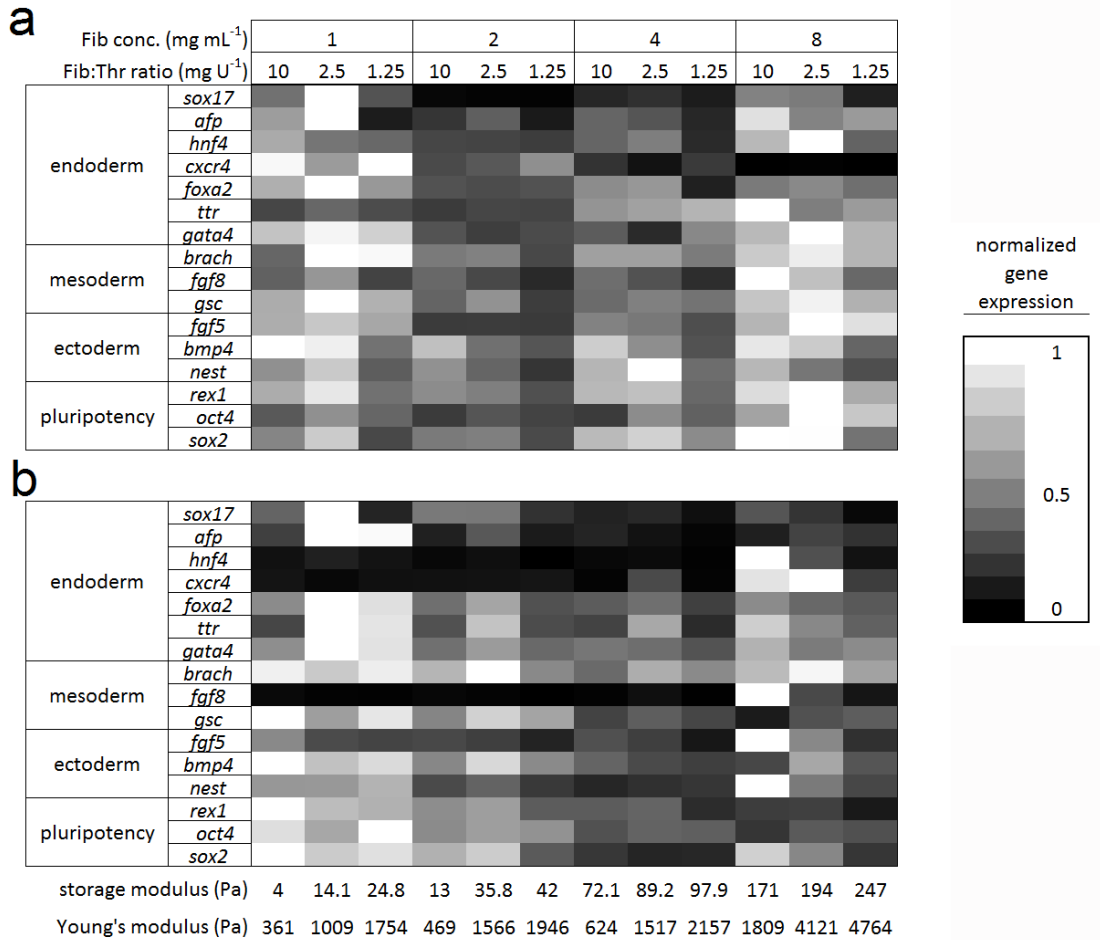 a
Fib conc. (mg mL⁻¹) 1 2 4 8
Fib:Thr ratio (mg U⁻¹) 10 2.5 1.25 10 2.5 1.25 10 2.5 1.25 10 2.5 1.25
endoderm
sox17
afp
hnf4
cxcr4
foxa2
ttr
gata4
mesoderm
brach
fgf8
gsc
ectoderm
fgf5
bmp4
nest
pluripotency
rex1
oct4
sox2
normalized
gene
expression
1
0.5
0
b
endoderm
sox17
afp
hnf4
cxcr4
foxa2
ttr
gata4
mesoderm
brach
fgf8
gsc
ectoderm
fgf5
bmp4
nest
pluripotency
rex1
oct4
sox2
storage modulus (Pa) 4 14.1 24.8 13 35.8 42 72.1 89.2 97.9 171 194 247
Young's modulus (Pa) 361 1009 1754 469 1566 1946 624 1517 2157 1809 4121 4764